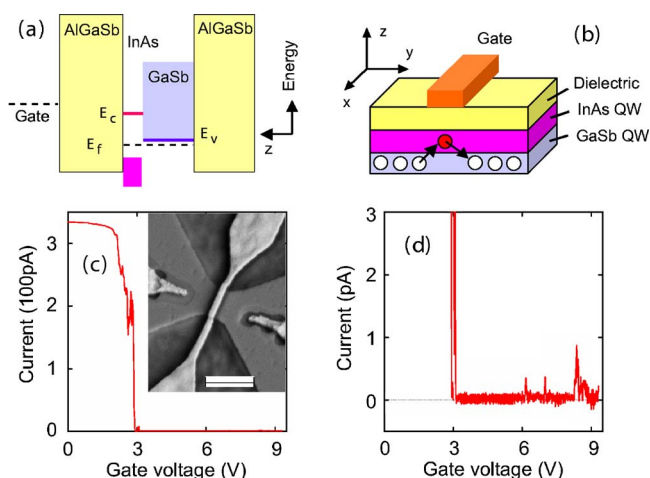 (a)
AlGaSb
InAs
AlGaSb
GaSb
Energy
Gate
E_c
E_f
E_v
z
(b)
z
y
x
Gate
Dielectric
InAs QW
GaSb QW
(c)
Current (100pA)
3
2
1
0
0 3 6 9
Gate voltage (V)
(d)
Current (pA)
3
2
1
0
0 3 6 9
Gate voltage (V)